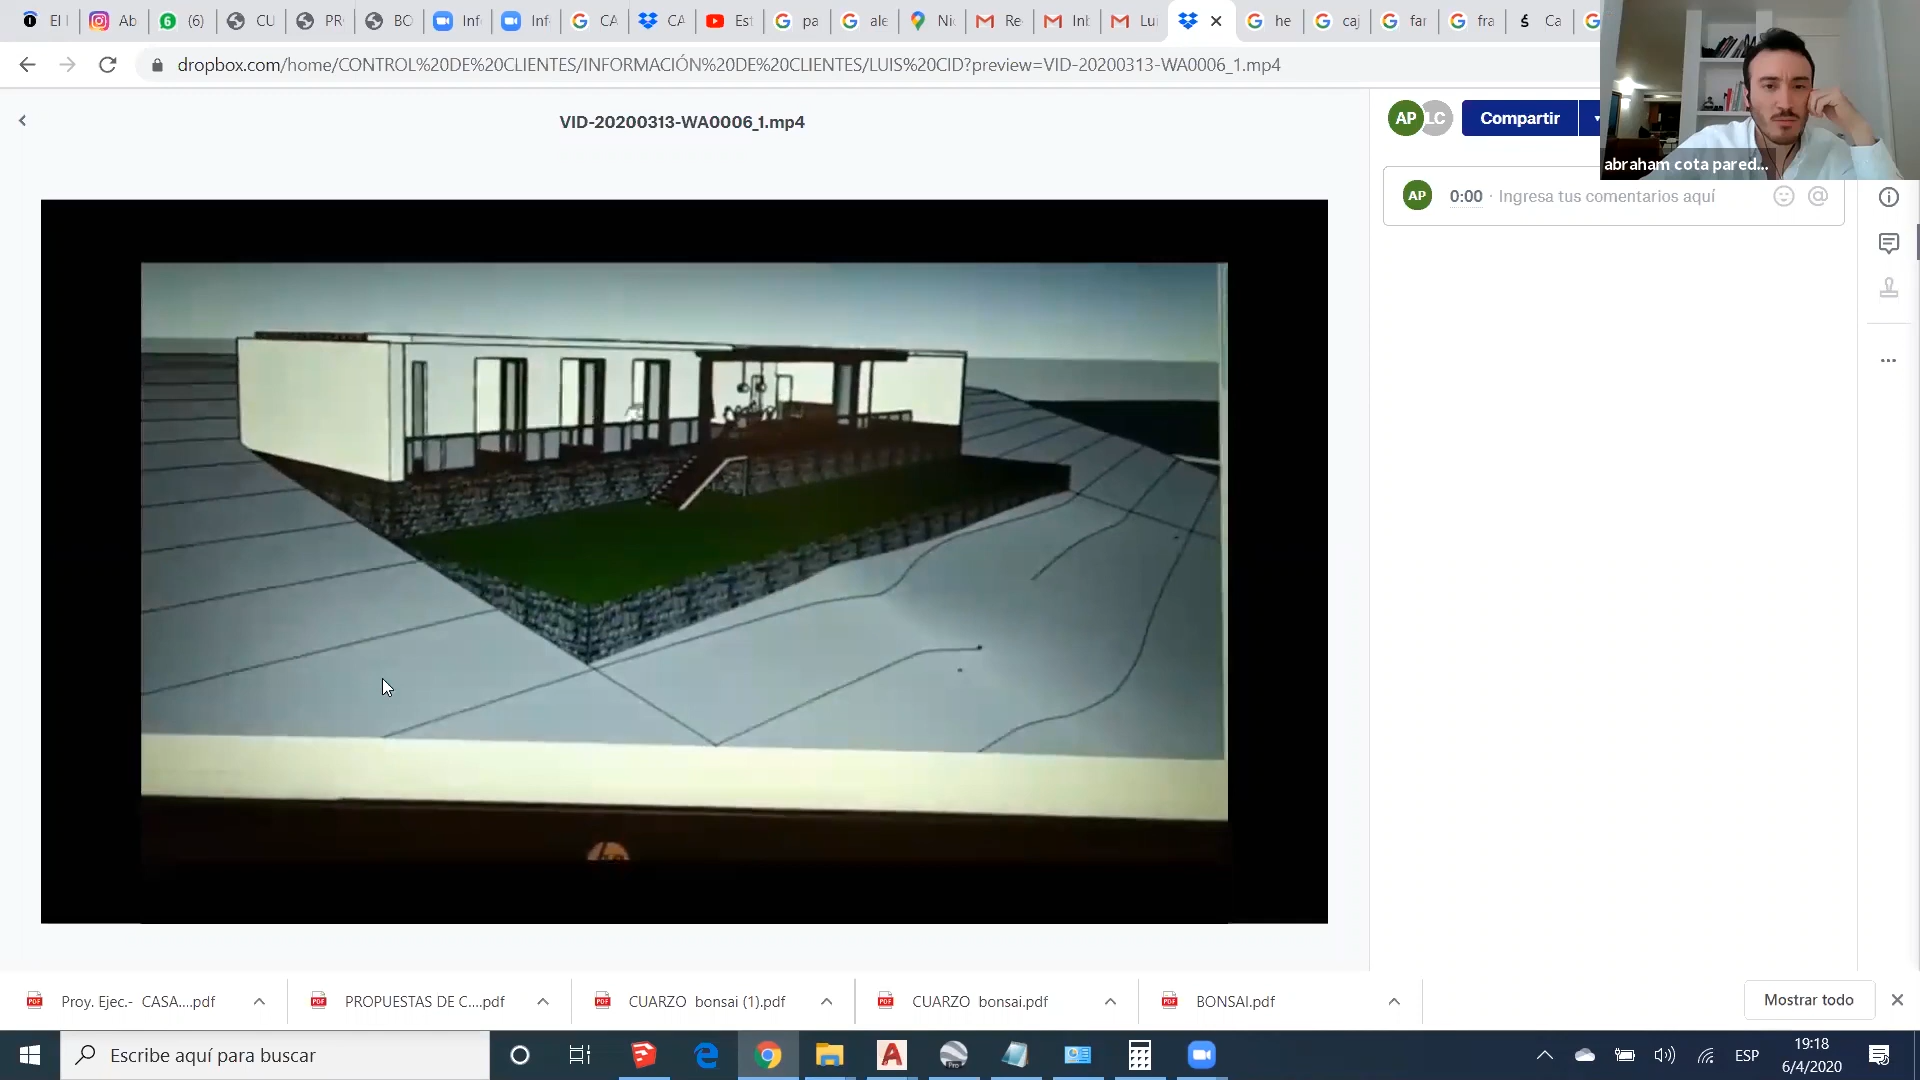 El I
Ab
(6)
CU
PR
BO
Inf
Inf
CA
CA
Est
pa
ale
Nic
Re
Inb
Lui
he
caj
far
fra
Ca
dropbox.com/home/CONTROL%20DE%20CLIENTES/INFORMACIÓN%20DE%20CLIENTES/LUIS%20CID?preview=VID-20200313-WA0006_1.mp4
VID-20200313-WA0006_1.mp4
AP LC Compartir
abraham cota pared...
AP 0:00 · Ingresa tus comentarios aquí
Proy. Ejec.- CASA....pdf
PROPUESTAS DE C....pdf
CUARZO bonsai (1).pdf
CUARZO bonsai.pdf
BONSAI.pdf
Mostrar todo
Escribe aquí para buscar
ESP
19:18
6/4/2020